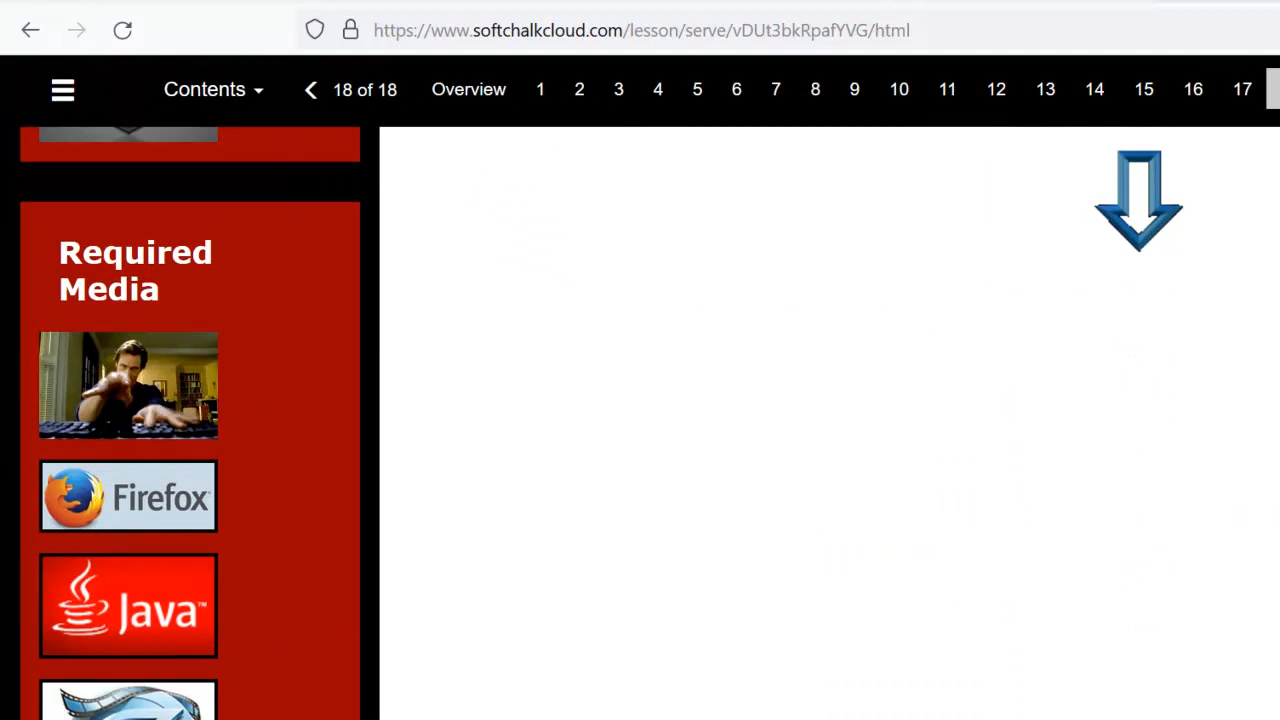 https://www.softchalkcloud.com/lesson/serve/vDUt3bkRpafYVG/html
Contents 18 of 18 Overview 1 2 3 4 5 6 7 8 9 10 11 12 13 14 15 16 17
Required
Media
Firefox
Java™